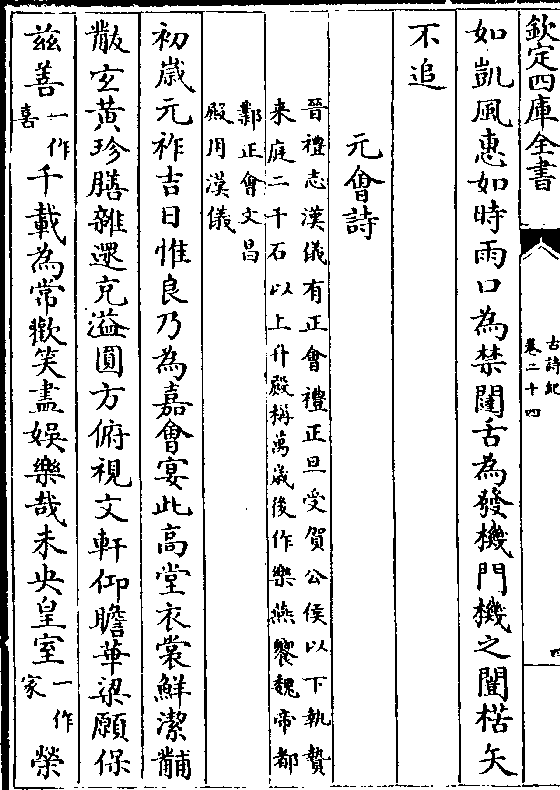 欽定四庫全書
古詩紀
卷二十四
四
如凱風惠如時雨口為禁闥舌為發機門機之闓楛矢
不追
元會詩
晉禮志漢儀有正會禮正旦受賀公侯以下執贄
来庭二千石以上升殿稱萬歲後作樂燕饗魏帝都
鄴正會文昌
殿用漢儀
初嵗元祚吉日惟良乃為嘉會宴此高堂衣裳鮮潔黼
黻玄黄珍膳雜遝充溢圓方俯視文軒仰瞻華梁願保
兹善一作喜千載為常歡笑盡娯樂哉未央皇室一作家榮